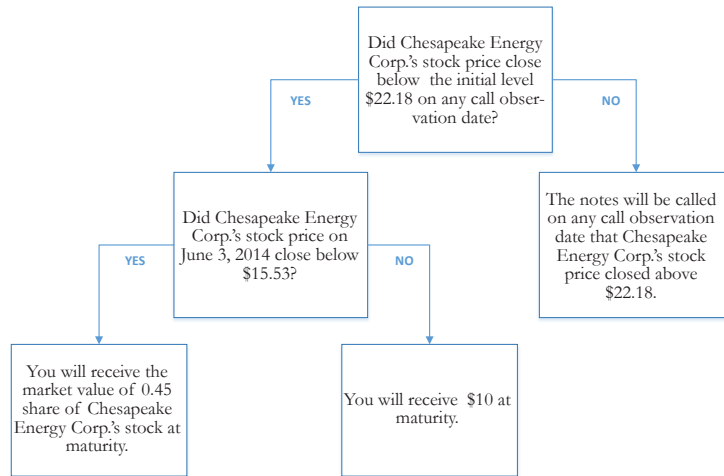 Did Chesapeake Energy
Corp.'s stock price close
below the initial level
$22.18 on any call obser-
vation date?
YES
NO
Did Chesapeake Energy
Corp.'s stock price on
June 3, 2014 close below
$15.53?
The notes will be called
on any call observation
date that Chesapeake
Energy Corp.'s stock
price closed above
$22.18.
YES
NO
You will receive the
market value of 0.45
share of Chesapeake
Energy Corp.'s stock at
maturity.
You will receive $10 at
maturity.